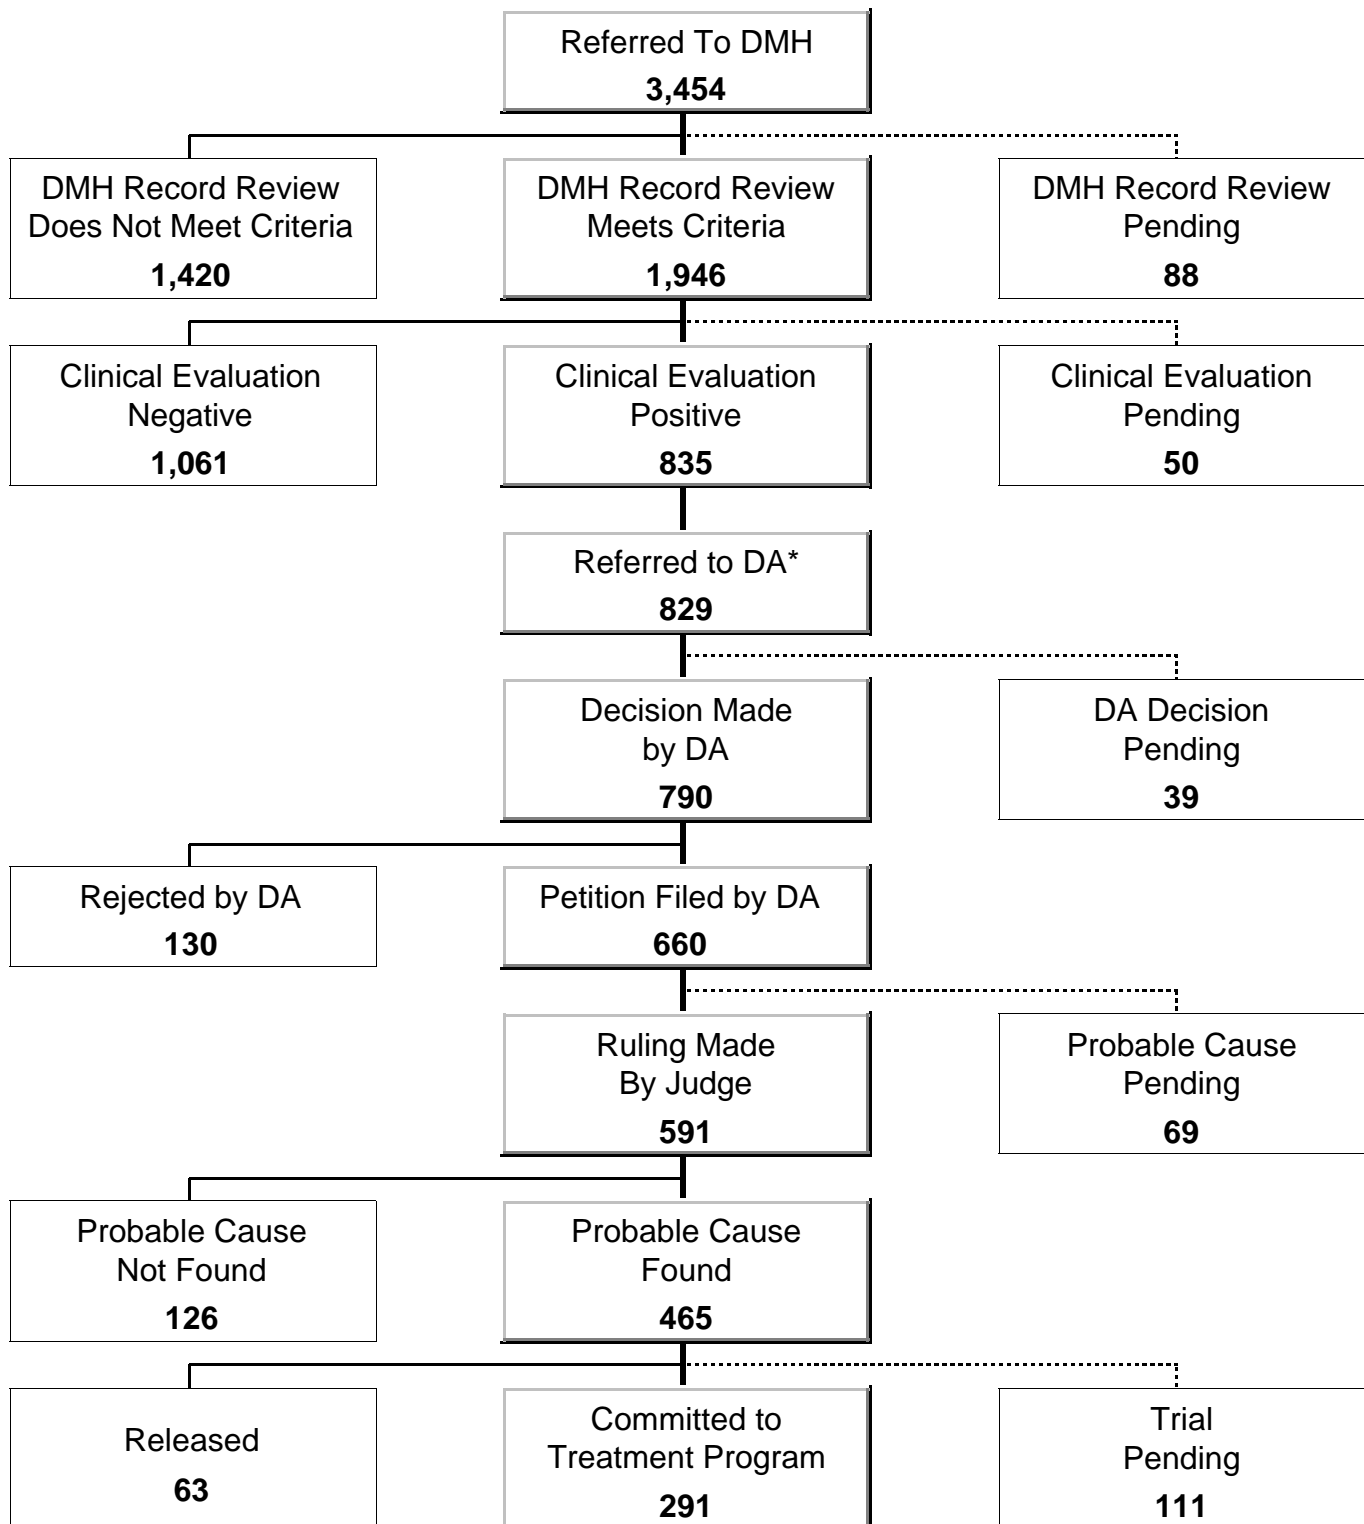 Referred To DMH
3,454
DMH Record Review
Does Not Meet Criteria
1,420
DMH Record Review
Meets Criteria
1,946
DMH Record Review
Pending
88
Clinical Evaluation
Negative
1,061
Clinical Evaluation
Positive
835
Clinical Evaluation
Pending
50
Referred to DA*
829
Decision Made
by DA
790
DA Decision
Pending
39
Rejected by DA
130
Petition Filed by DA
660
Ruling Made
By Judge
591
Probable Cause
Pending
69
Probable Cause
Not Found
126
Probable Cause
Found
465
Released
63
Committed to
Treatment Program
291
Trial
Pending
111